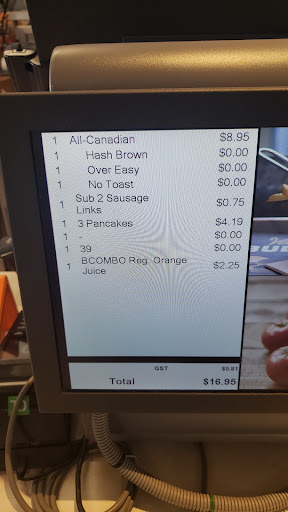 1 All-Canadian $8.95
1 Hash Brown $0.00
1 Over Easy $0.00
1 No Toast $0.00
1 Sub 2 Sausage Links $0.75
1 3 Pancakes $4.19
1 - $0.00
1 39 $0.00
1 BCOMBO Reg. Orange Juice $2.25
GST $0.81
Total $16.95